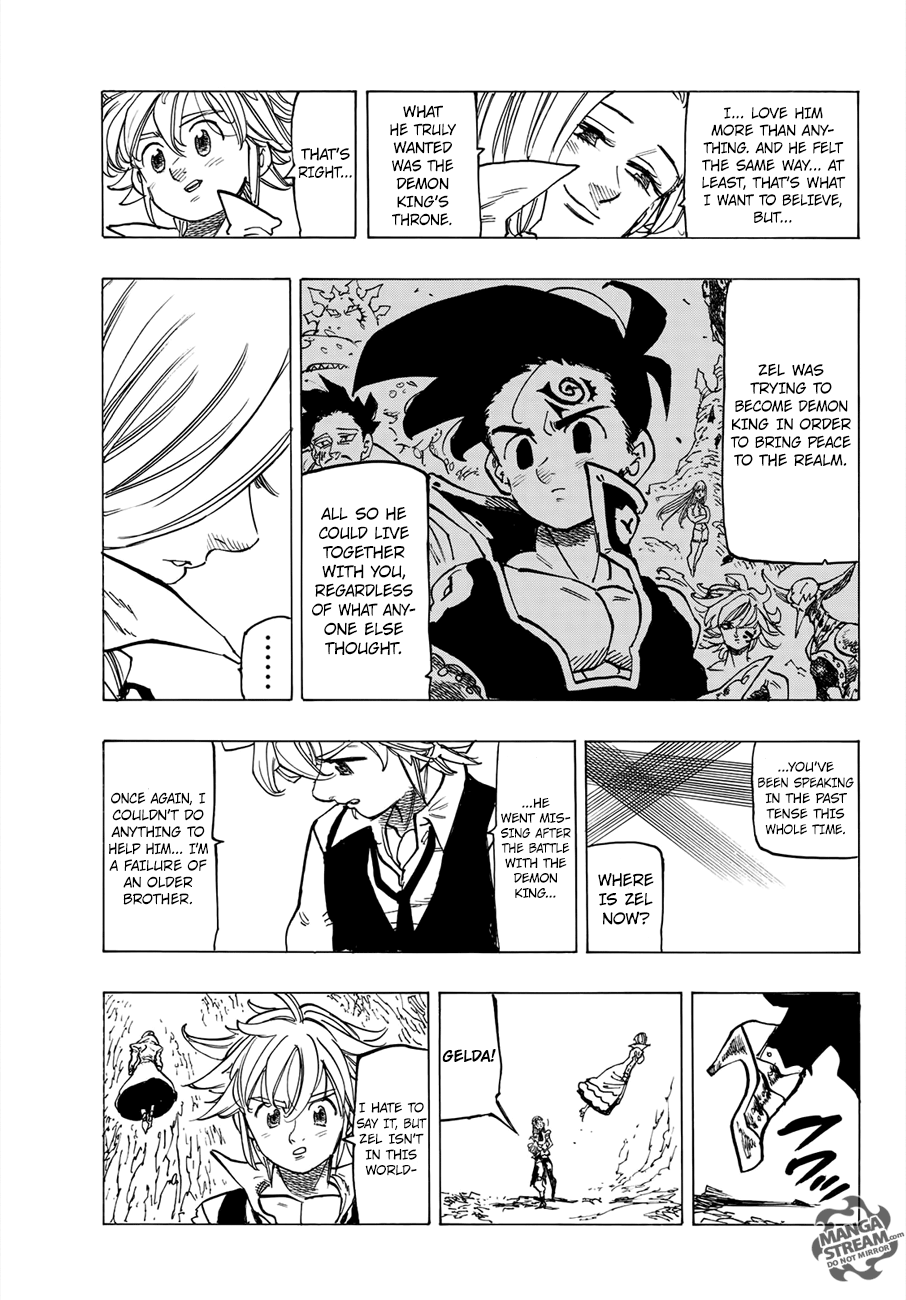 I... LOVE HIM
MORE THAN ANY-
THING. AND HE FELT
THE SAME WAY... AT
LEAST, THAT'S WHAT
I WANT TO BELIEVE,
BUT...
WHAT
HE TRULY
WANTED
WAS THE
DEMON
KING'S
THRONE.
THAT'S
RIGHT...
ZEL WAS
TRYING TO
BECOME DEMON
KING IN ORDER
TO BRING PEACE
TO THE REALM.
ALL SO HE
COULD LIVE
TOGETHER
WITH YOU,
REGARDLESS
OF WHAT ANY-
ONE ELSE
THOUGHT.
......
...YOU'VE
BEEN SPEAKING
IN THE PAST
TENSE THIS
WHOLE TIME.
WHERE
IS ZEL
NOW?
...HE
WENT MIS-
SING AFTER
THE BATTLE
WITH THE
DEMON
KING...
ONCE AGAIN, I
COULDN'T DO
ANYTHING TO
HELP HIM... I'M
A FAILURE OF
AN OLDER
BROTHER.
GELDA!
I HATE TO
SAY IT, BUT
ZEL ISN'T
IN THIS
WORLD-
MANGA
STREAM.com
DO NOT MIRROR